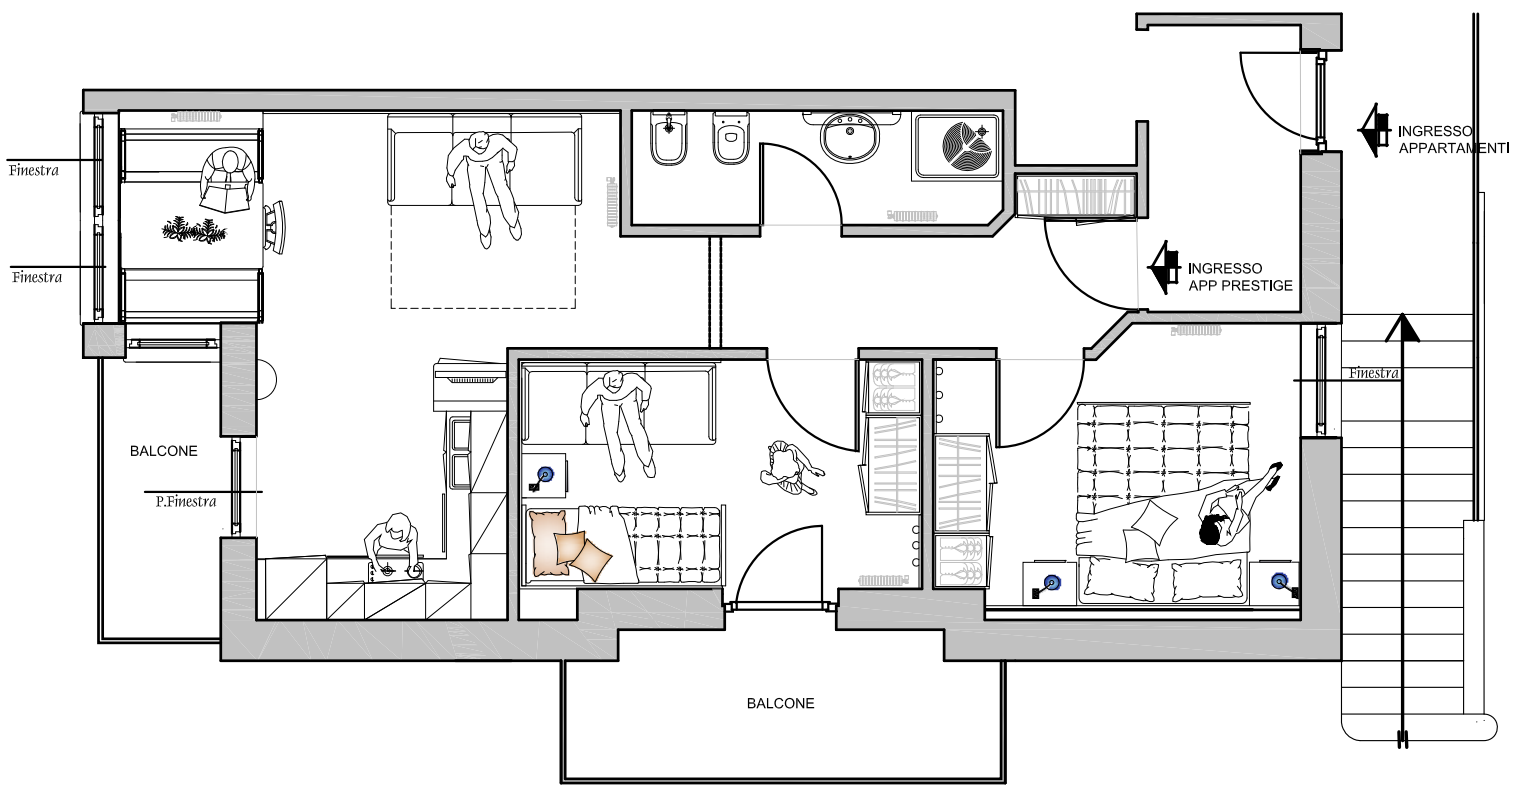 INGRESSO
APPARTAMENTI
Finestra
Finestra
INGRESSO
APP PRESTIGE
Finestra
BALCONE
P.Finestra
BALCONE